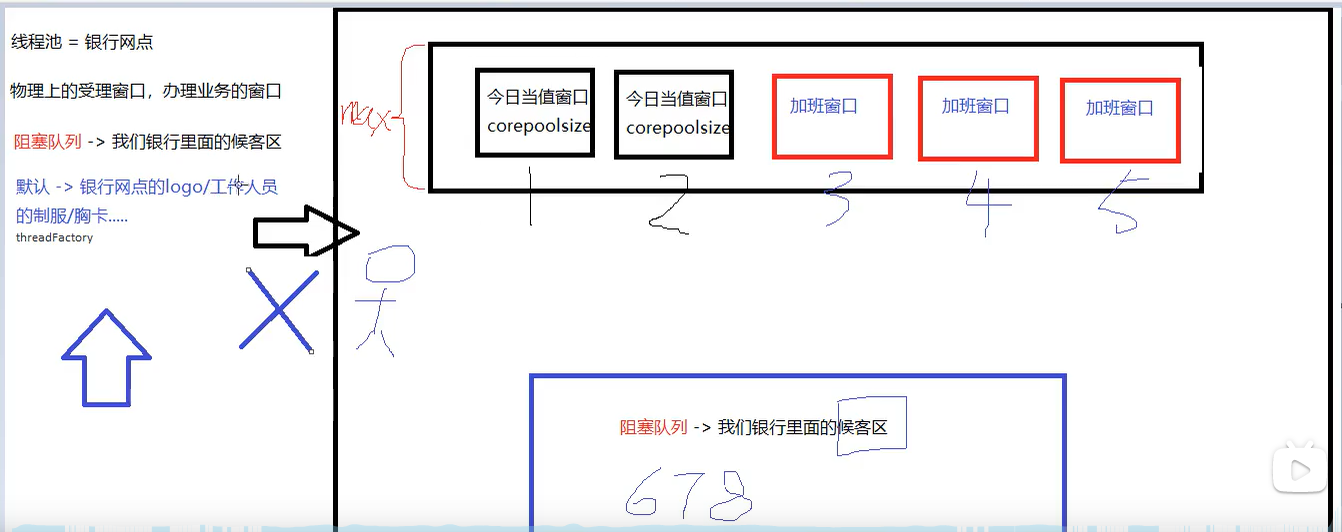 线程池 = 银行网点
物理上的受理窗口，办理业务的窗口
阻塞队列 -> 我们银行里面的候客区
默认 -> 银行网点的logo/工作人员
的制服/胸卡.....
threadFactory
max
今日当值窗口
corepoolsize
今日当值窗口
corepoolsize
加班窗口
加班窗口
加班窗口
1 2 3 4 5
阻塞队列 -> 我们银行里面的候客区
6 7 8